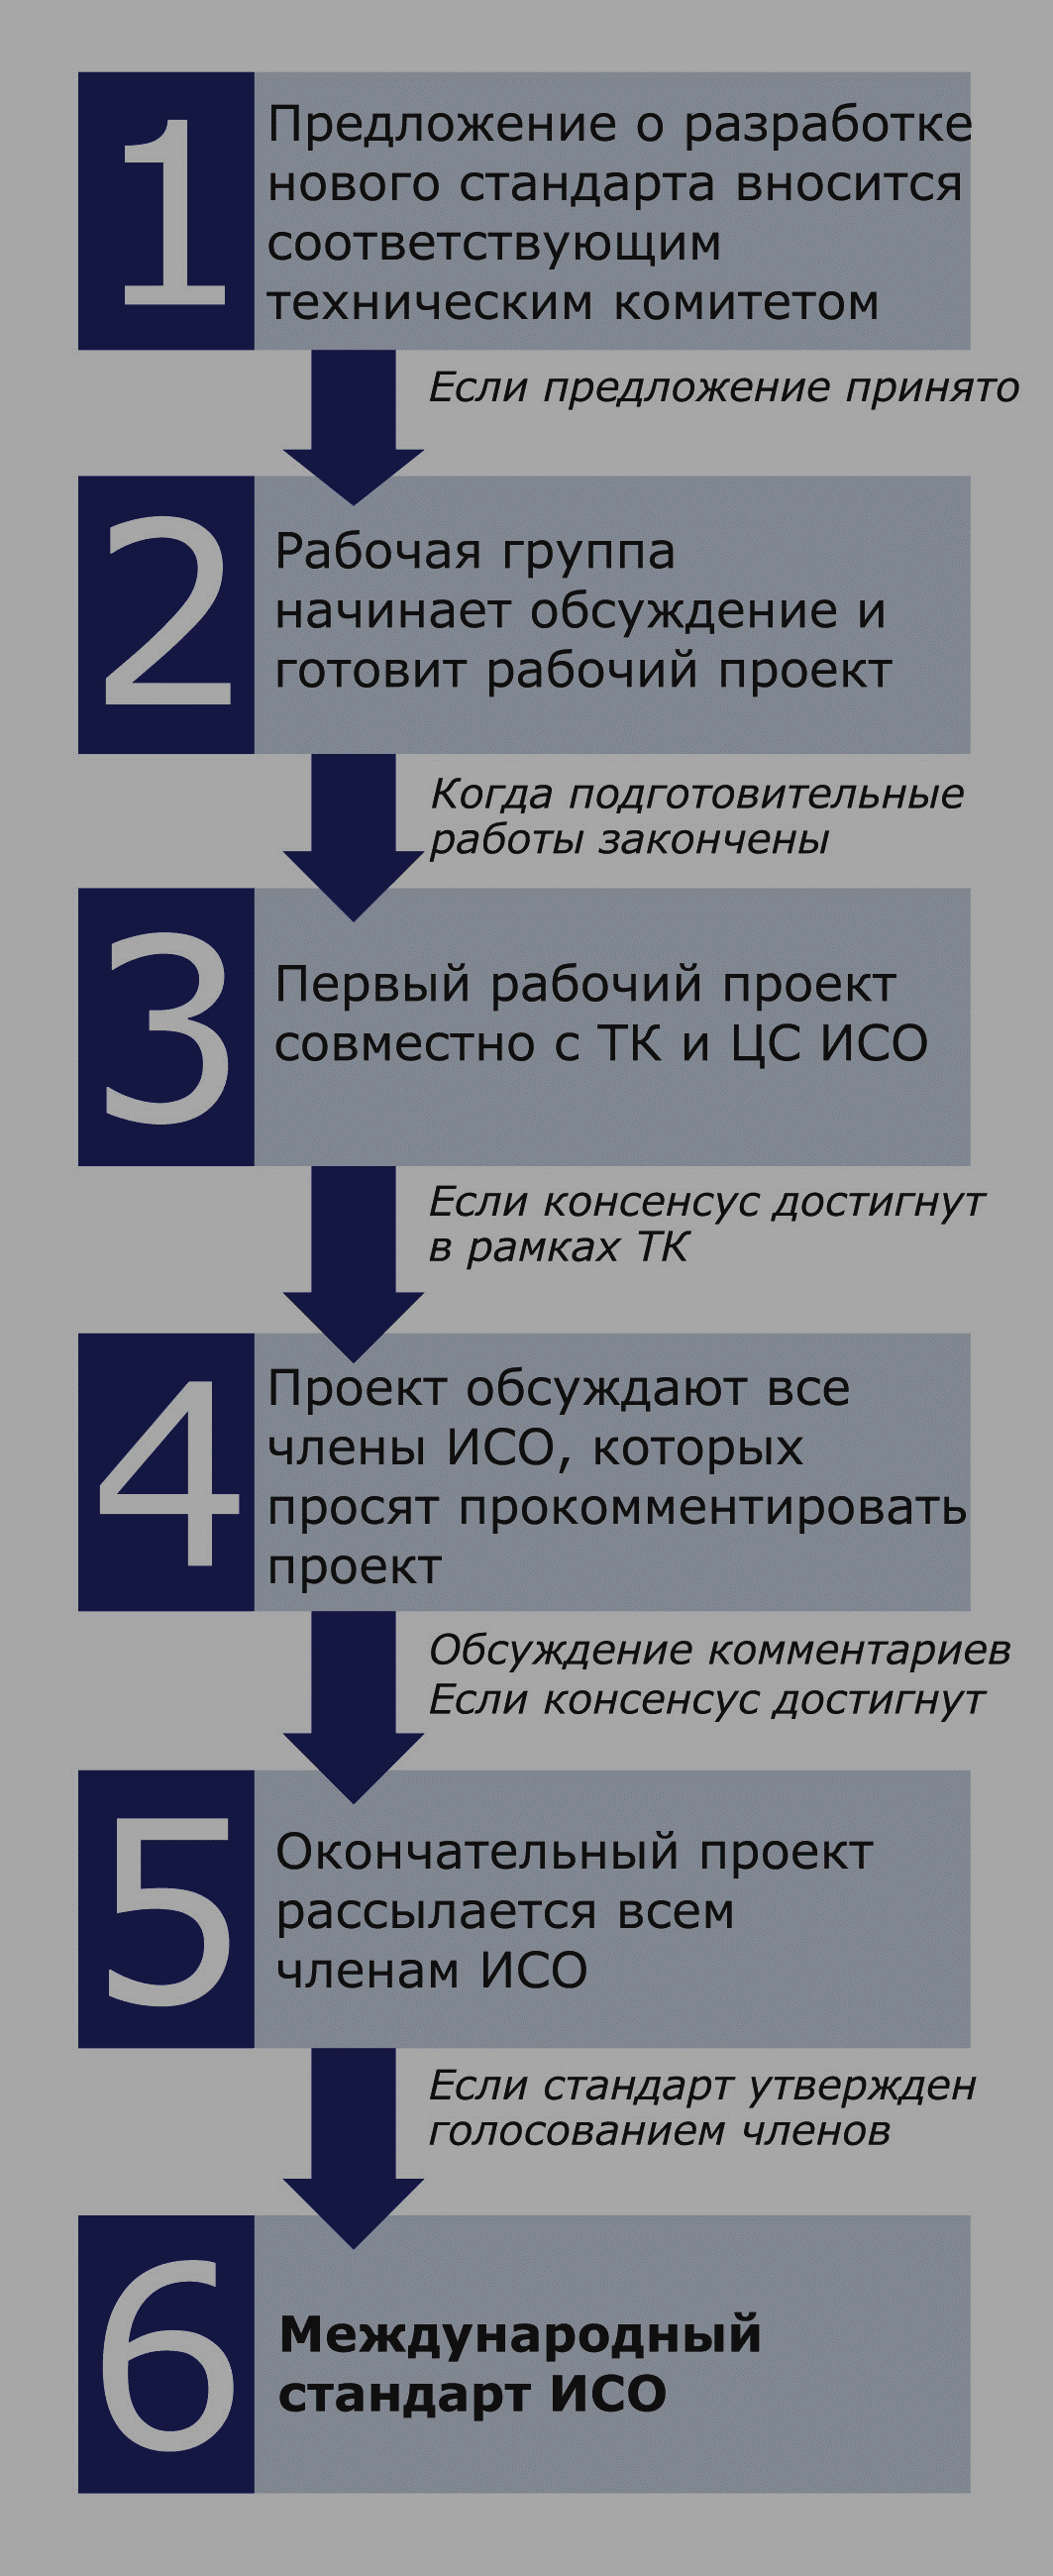 1
Предложение о разработке
нового стандарта вносится
соответствующим
техническим комитетом
Если предложение принято
2
Рабочая группа
начинает обсуждение и
готовит рабочий проект
Когда подготовительные
работы закончены
3
Первый рабочий проект
совместно с ТК и ЦС ИСО
Если консенсус достигнут
в рамках ТК
4
Проект обсуждают все
члены ИСО, которых
просят прокомментировать
проект
Обсуждение комментариев
Если консенсус достигнут
5
Окончательный проект
рассылается всем
членам ИСО
Если стандарт утвержден
голосованием членов
6
Международный
стандарт ИСО